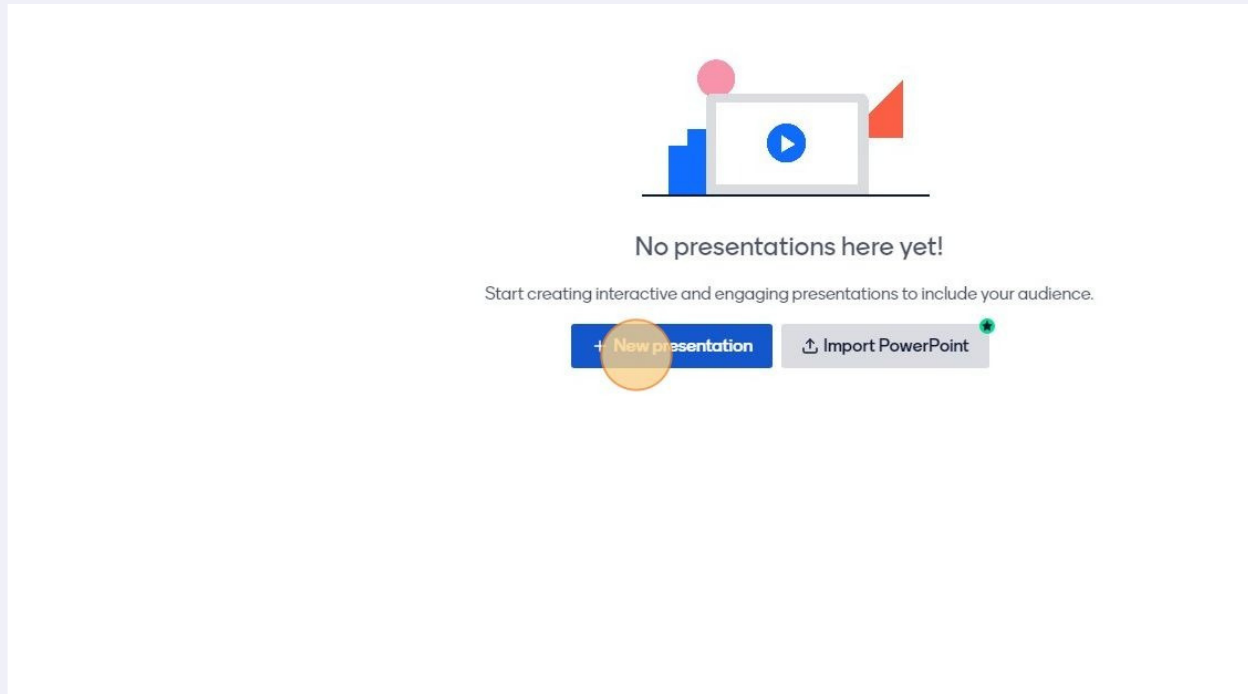 No presentations here yet!
Start creating interactive and engaging presentations to include your audience.
+ New presentation Import PowerPoint